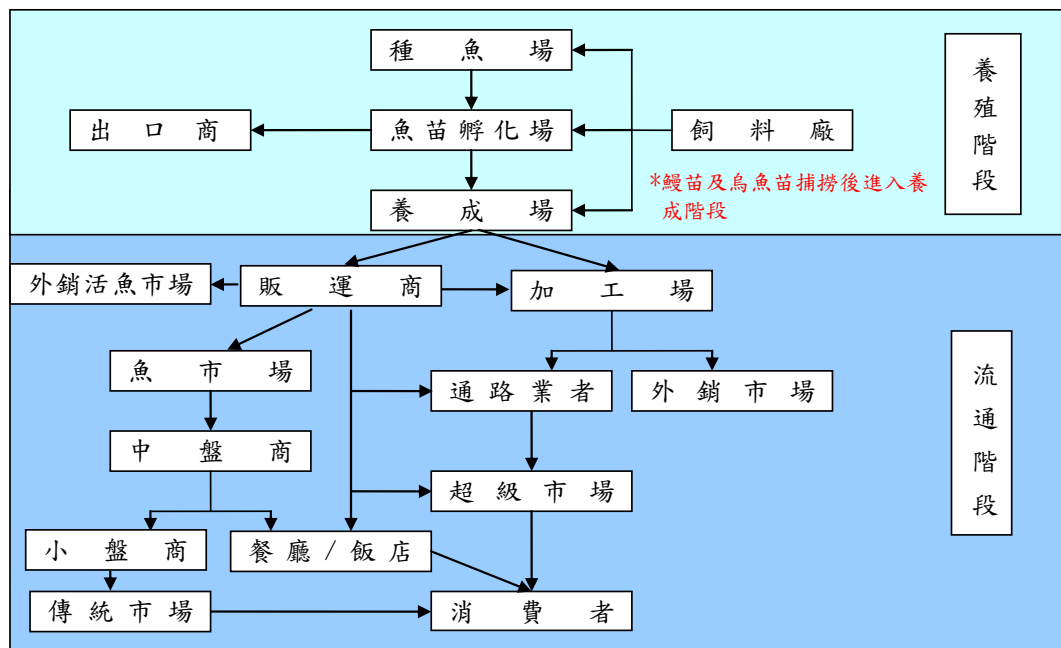 種魚場
養殖階段
出口商
魚苗孵化場
飼料廠
*鰻苗及烏魚苗捕撈後進入養
成階段
養成場
外銷活魚市場
販運商
加工場
流通階段
魚市場
通路業者
外銷市場
中盤商
超級市場
小盤商
餐廳/飯店
傳統市場
消費者